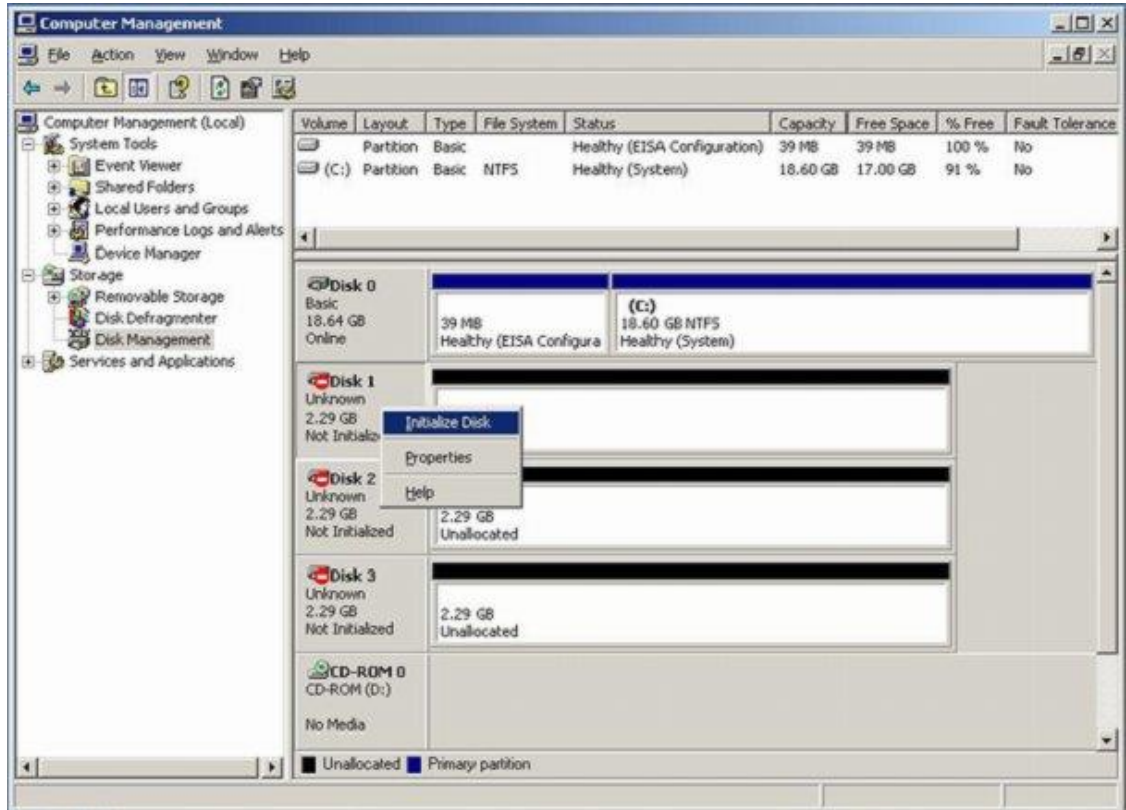 Computer Management
File Action View Window Help
Computer Management (Local)
System Tools
Event Viewer
Shared Folders
Local Users and Groups
Performance Logs and Alerts
Device Manager
Storage
Removable Storage
Disk Defragmenter
Disk Management
Services and Applications
Volume Layout Type File System Status Capacity Free Space % Free Fault Tolerance
Partition Basic Healthy (EISA Configuration) 39 MB 39 MB 100 % No
(C:) Partition Basic NTFS Healthy (System) 18.60 GB 17.00 GB 91 % No
Disk 0
Basic
18.64 GB
Online
39 MB
Healthy (EISA Configura
(C:)
18.60 GB NTFS
Healthy (System)
Disk 1
Unknown
2.29 GB
Not Initializ
Initialize Disk
Properties
Help
Disk 2
Unknown
2.29 GB
Not Initialized
2.29 GB
Unallocated
Disk 3
Unknown
2.29 GB
Not Initialized
2.29 GB
Unallocated
CD-ROM 0
CD-ROM (D:)
No Media
Unallocated Primary partition